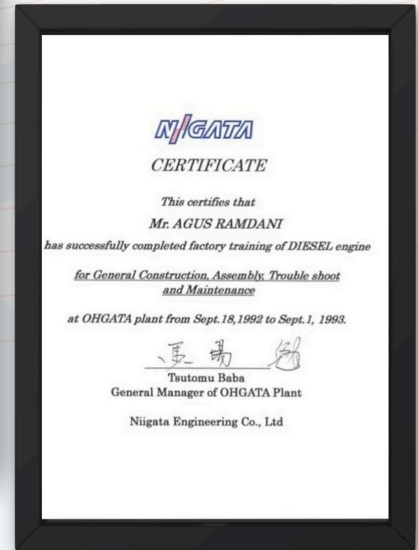 NIIGATA
CERTIFICATE
This certifies that
Mr. AGUS RAMDANI
has successfully completed factory training of DIESEL engine
for General Construction, Assembly, Trouble shoot
and Maintenance
at OHGATA plant from Sept.18,1992 to Sept.1, 1993.
Tsutomu Baba
General Manager of OHGATA Plant
Niigata Engineering Co., Ltd